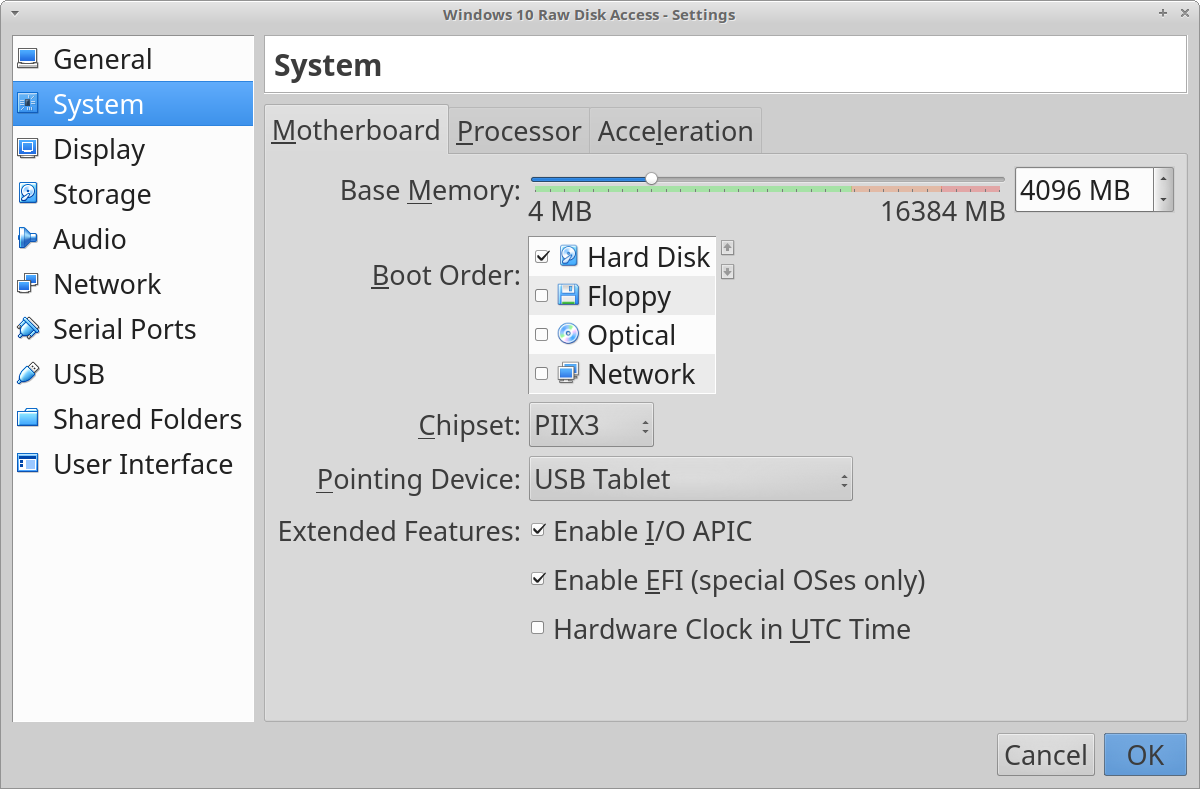 Windows 10 Raw Disk Access - Settings
General
System
Display
Storage
Audio
Network
Serial Ports
USB
Shared Folders
User Interface
System
Motherboard Processor Acceleration
Base Memory: 4096 MB
4 MB 16384 MB
Boot Order: Hard Disk
Floppy
Optical
Network
Chipset: PIIX3
Pointing Device: USB Tablet
Extended Features: Enable I/O APIC
Enable EFI (special OSes only)
Hardware Clock in UTC Time
Cancel OK